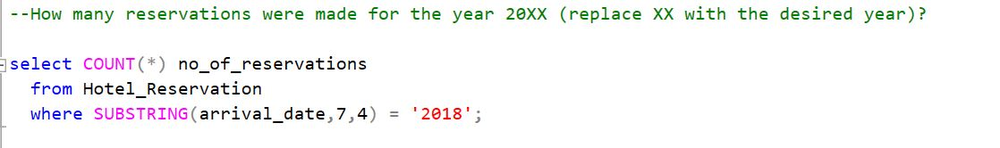 --How many reservations were made for the year 20XX (replace XX with the desired year)?
select COUNT(*) no_of_reservations
from Hotel_Reservation
where SUBSTRING(arrival_date,7,4) = '2018';